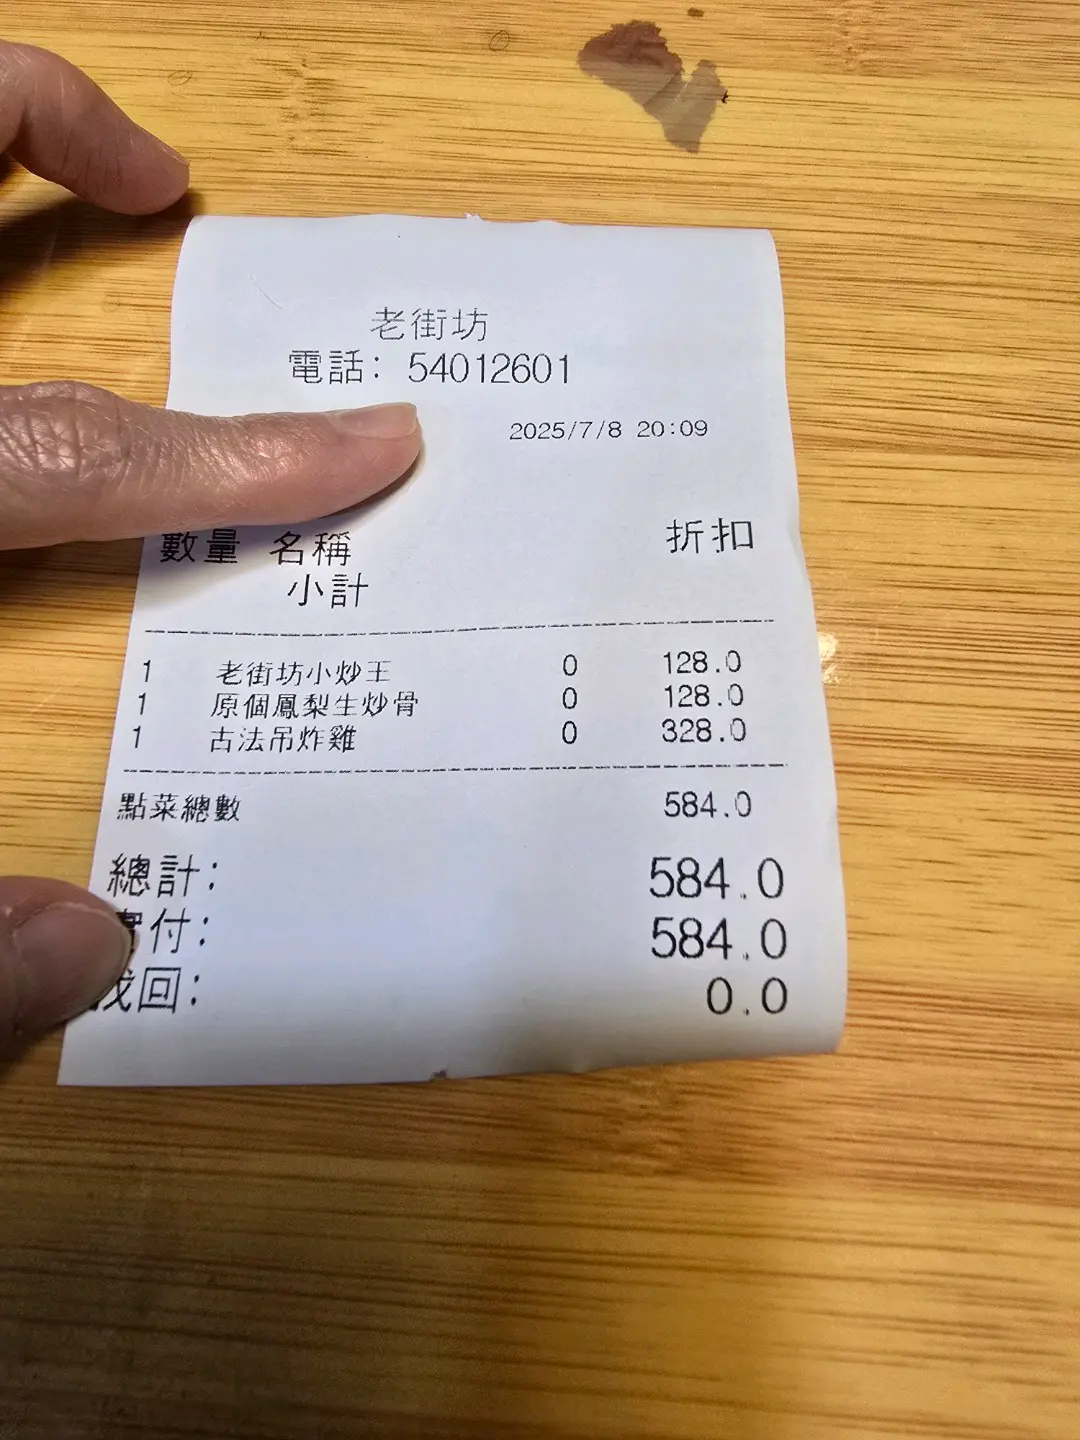 老街坊
電話: 54012601
2025/7/8 20:09
數量 名稱 折扣
小計
1 老街坊小炒王 0 128.0
1 原個鳳梨生炒骨 0 128.0
1 古法吊炸雞 0 328.0
點菜總數 584.0
總計: 584.0
實付: 584.0
找回: 0.0